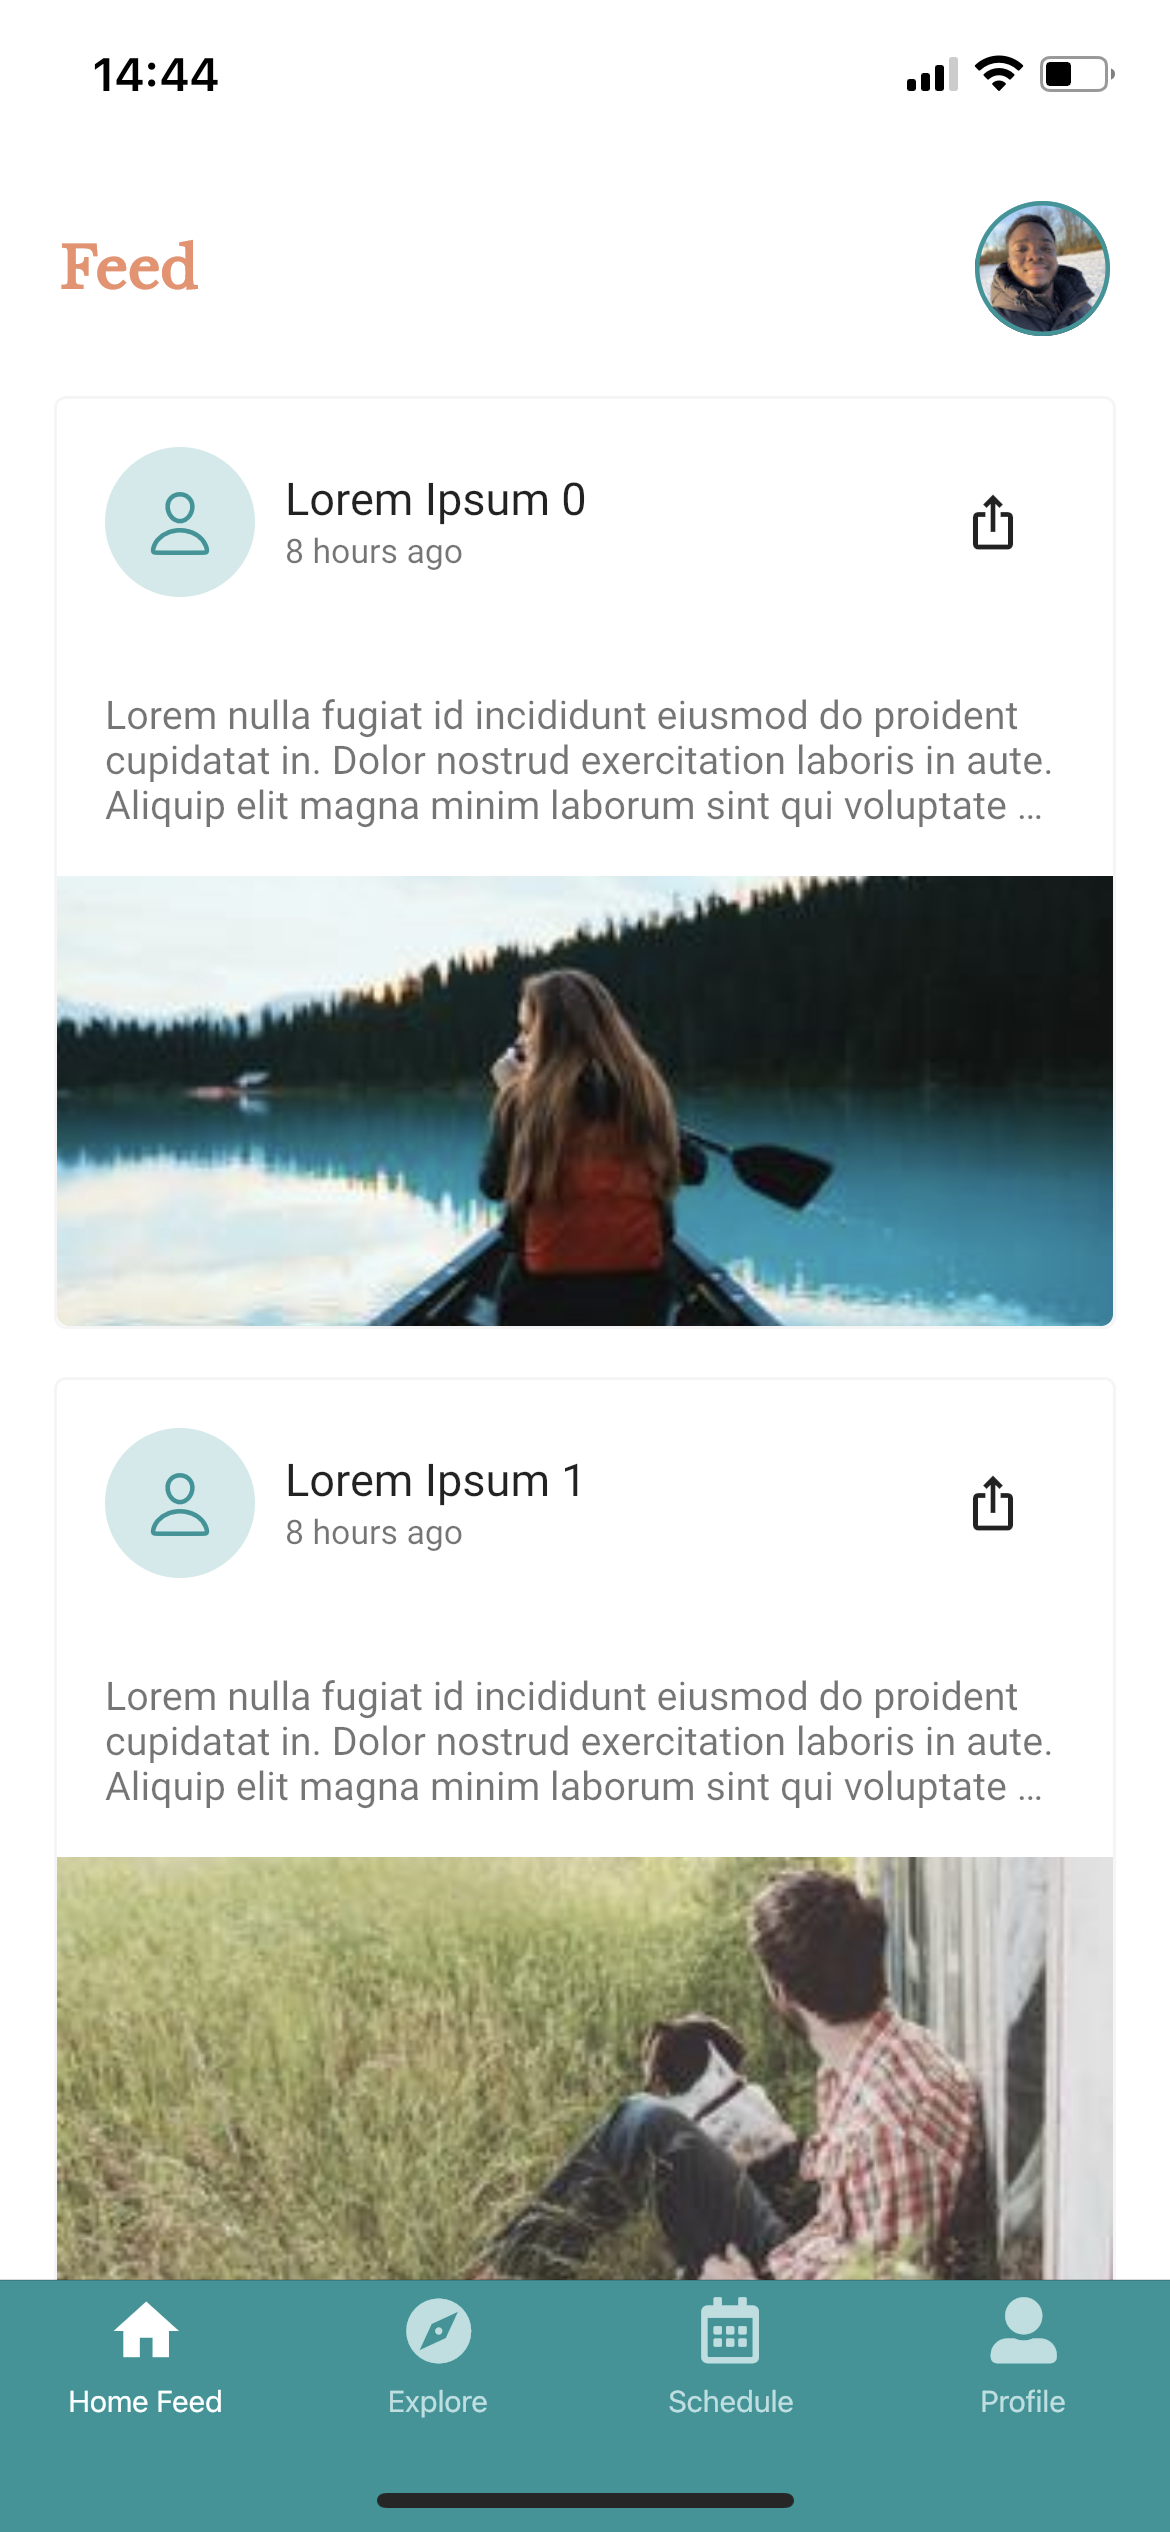 14:44
Feed
Lorem Ipsum 0
8 hours ago
Lorem nulla fugiat id incididunt eiusmod do proident
cupidatat in. Dolor nostrud exercitation laboris in aute.
Aliquip elit magna minim laborum sint qui voluptate ...
Lorem Ipsum 1
8 hours ago
Lorem nulla fugiat id incididunt eiusmod do proident
cupidatat in. Dolor nostrud exercitation laboris in aute.
Aliquip elit magna minim laborum sint qui voluptate ...
Home Feed
Explore
Schedule
Profile